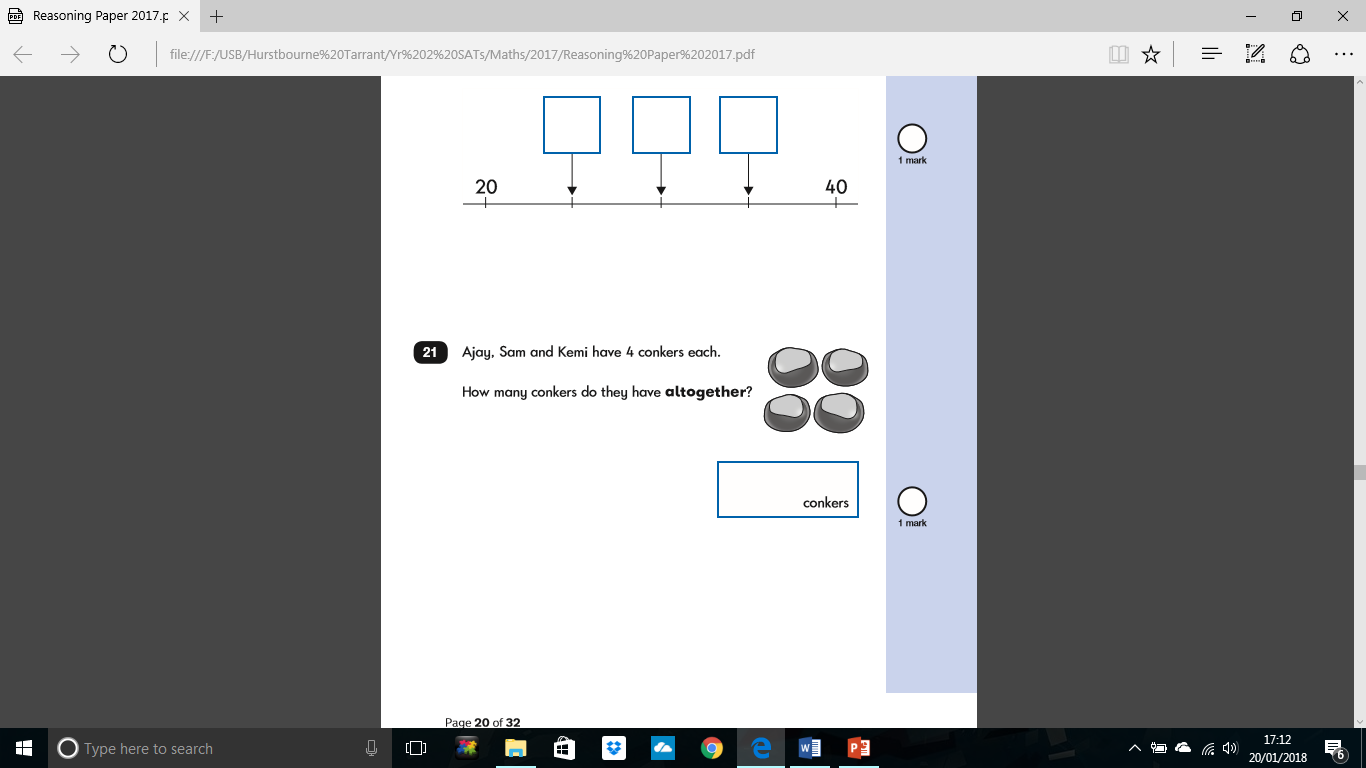 Reasoning Paper 2017.p
file:///F:/USB/Hurstbourne%20Tarrant/Yr%202%20SATs/Maths/2017/Reasoning%20Paper%202017.pdf
20 40
1 mark
21 Ajay, Sam and Kemi have 4 conkers each.
How many conkers do they have altogether?
conkers
1 mark
Page 20 of 32
Type here to search
17:12
20/01/2018
6